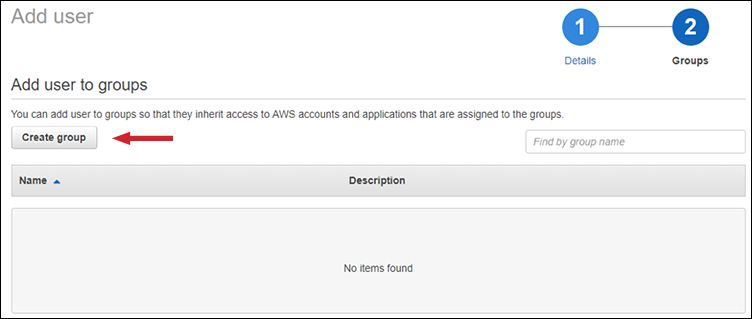 Add user
1
2
Details
Groups
Add user to groups
You can add user to groups so that they inherit access to AWS accounts and applications that are assigned to the groups.
Create group
Find by group name
Name
Description
No items found